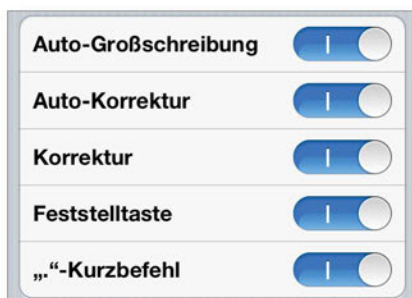 Auto-Großschreibung
Auto-Korrektur
Korrektur
Feststelltaste
„.“-Kurzbefehl